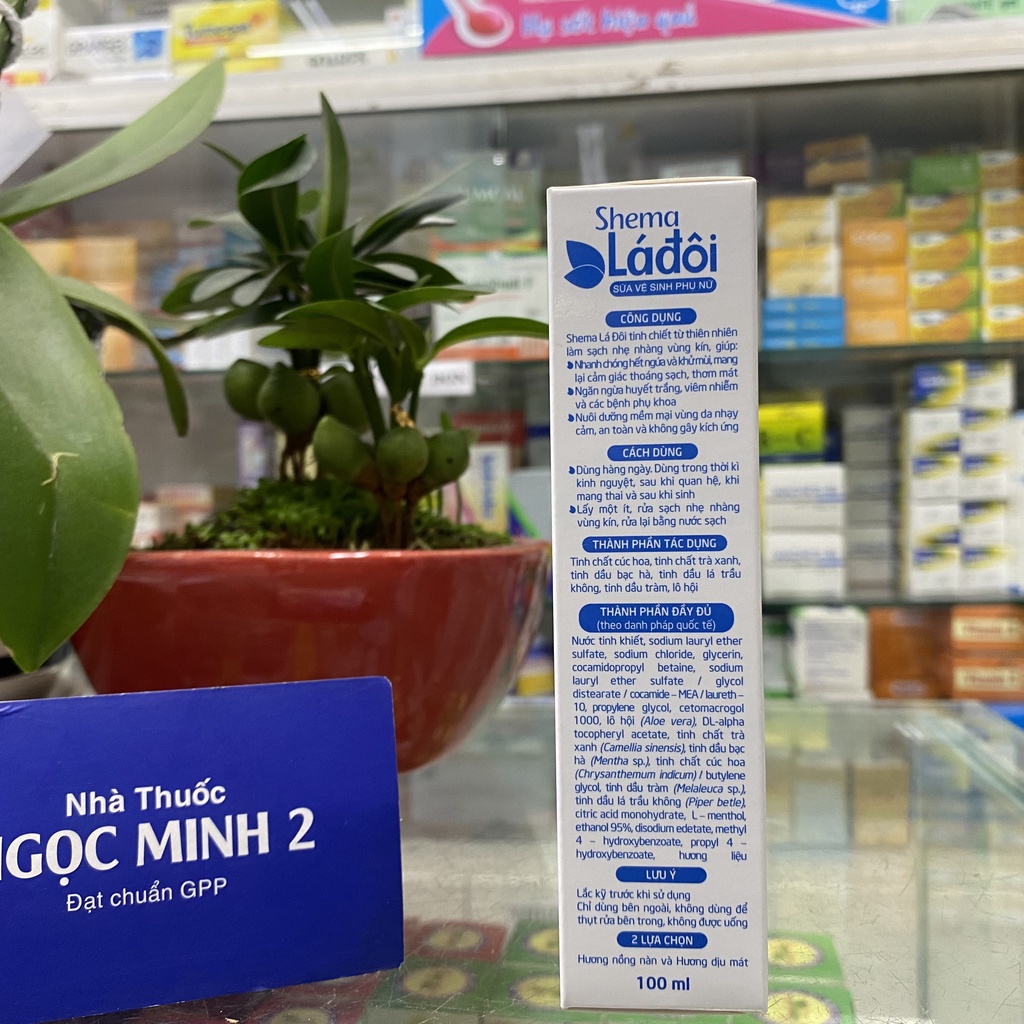 Hạ sốt hiệu quả
Shema
Lá đôi
SỮA VỆ SINH PHỤ NỮ
CÔNG DỤNG
Shema Lá Đôi tinh chiết từ thiên nhiên
làm sạch nhẹ nhàng vùng kín, giúp:
Nhanh chóng hết ngứa và khử mùi, mang
lại cảm giác thoáng sạch, thơm mát
Ngăn ngừa huyết trắng, viêm nhiễm
và các bệnh phụ khoa
Nuôi dưỡng mềm mại vùng da nhạy
cảm, an toàn và không gây kích ứng
CÁCH DÙNG
Dùng hàng ngày. Dùng trong thời kì
kinh nguyệt, sau khi quan hệ, khi
mang thai và sau khi sinh
Lấy một ít, rửa sạch nhẹ nhàng
vùng kín, rửa lại bằng nước sạch
THÀNH PHẦN TÁC DỤNG
Tinh chất cúc hoa, tinh chất trà xanh,
tinh dầu bạc hà, tinh dầu lá trầu
không, tinh dầu tràm, lô hội
THÀNH PHẦN ĐẦY ĐỦ
(theo danh pháp quốc tế)
Nước tinh khiết, sodium lauryl ether
sulfate, sodium chloride, glycerin,
cocamidopropyl betaine, sodium
lauryl ether sulfate / glycol
distearate / cocamide – MEA / laureth –
10, propylene glycol, cetomacrogol
1000, lô hội (Aloe vera), DL-alpha
tocopheryl acetate, tinh chất trà
xanh (Camellia sinensis), tinh dầu bạc
hà (Mentha sp.), tinh chất cúc hoa
(Chrysanthemum indicum) / butylene
glycol, tinh dầu tràm (Melaleuca sp.),
tinh dầu lá trầu không (Piper betle),
citric acid monohydrate, L – menthol,
ethanol 95%, disodium edetate, methyl
4 – hydroxybenzoate, propyl 4 –
hydroxybenzoate, hương liệu
LƯU Ý
Lắc kỹ trước khi sử dụng
Chỉ dùng bên ngoài, không dùng để
thụt rửa bên trong, không được uống
2 LỰA CHỌN
Hương nồng nàn và Hương dịu mát
100 ml
Nhà Thuốc
NGỌC MINH 2
Đạt chuẩn GPP